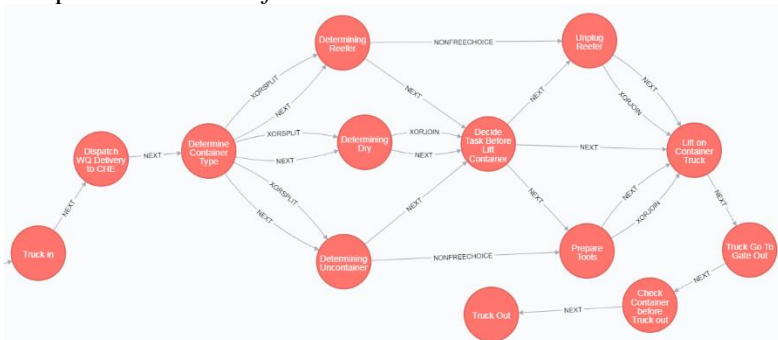 Determining
Reefer
NONFREECHOICE
Unplug
Reefer
XORSPLIT
NEXT
NEXT
NEXT
NEXT
XORJOIN
Dispatch
WQ Delivery
to CHE
NEXT
Determine
Container
Type
XORSPLIT
NEXT
Determining
Dry
XORJOIN
NEXT
Decide
Task Before
Lift
Container
NEXT
Lift on
Container
Truck
NEXT
XORSPLIT
NEXT
NEXT
NEXT
NEXT
XORJOIN
NEXT
Truck in
Determining
Uncontainer
NONFREECHOICE
Prepare
Tools
Truck Go To
Gate Out
NEXT
Check
Container
before
Truck out
NEXT
Truck Out